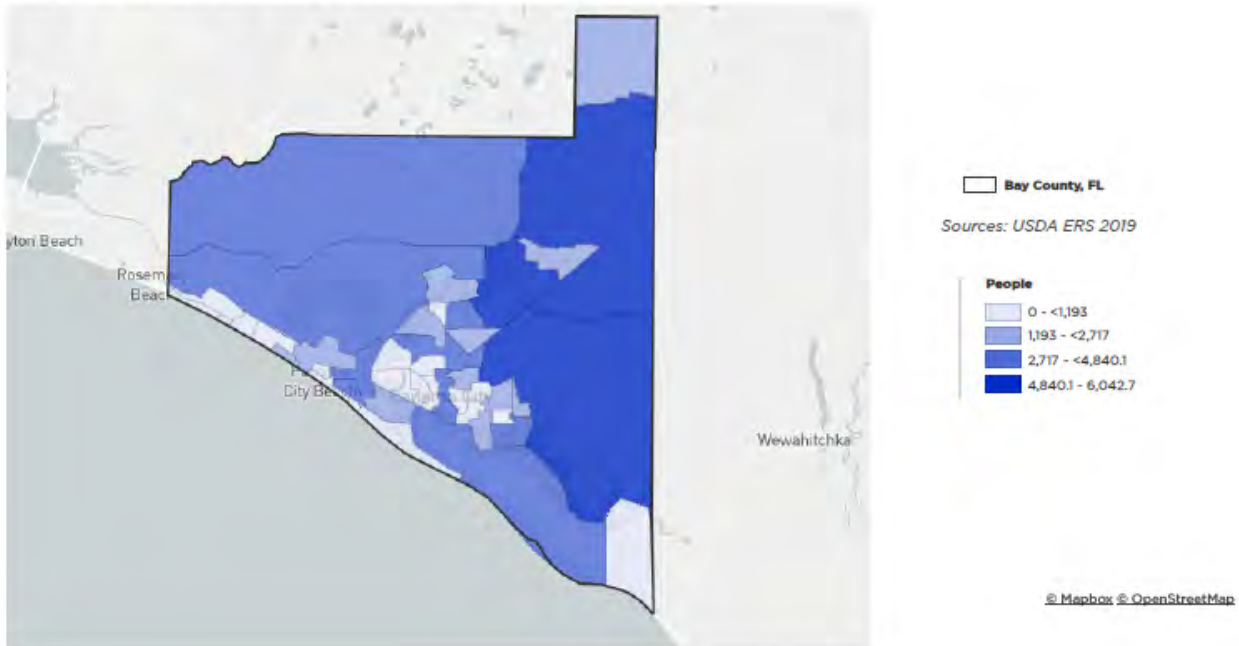 yton Beach
Rosem
Beac
City Beach
Wewahitchka
Bay County, FL
Sources: USDA ERS 2019
People
0 - <1,193
1,193 - <2,717
2,717 - <4,840.1
4,840.1 - 6,042.7
© Mapbox © OpenStreetMap